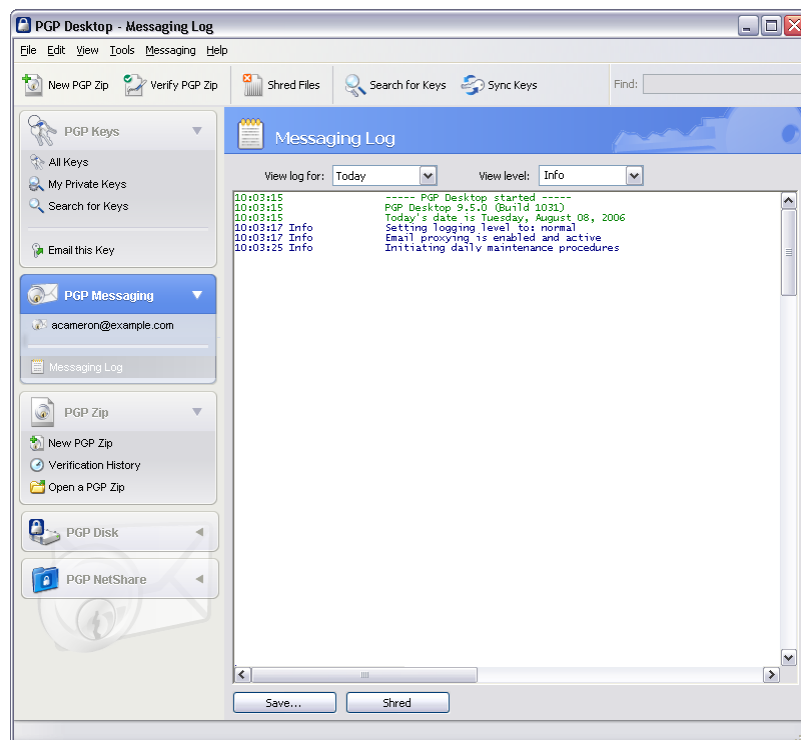 PGP Desktop - Messaging Log
File Edit View Tools Messaging Help
New PGP Zip Verify PGP Zip Shred Files Search for Keys Sync Keys Find:
PGP Keys
All Keys
My Private Keys
Search for Keys
Email this Key
PGP Messaging
acameron@example.com
Messaging Log
PGP Zip
New PGP Zip
Verification History
Open a PGP Zip
PGP Disk
PGP NetShare
Messaging Log
View log for: Today View level: Info
10:03:15 ----- PGP Desktop started -----
10:03:15 PGP Desktop 9.5.0 (Build 1031)
10:03:15 Today's date is Tuesday, August 08, 2006
10:03:17 Info Setting logging level to: normal
10:03:17 Info Email proxying is enabled and active
10:03:25 Info Initiating daily maintenance procedures
Save... Shred